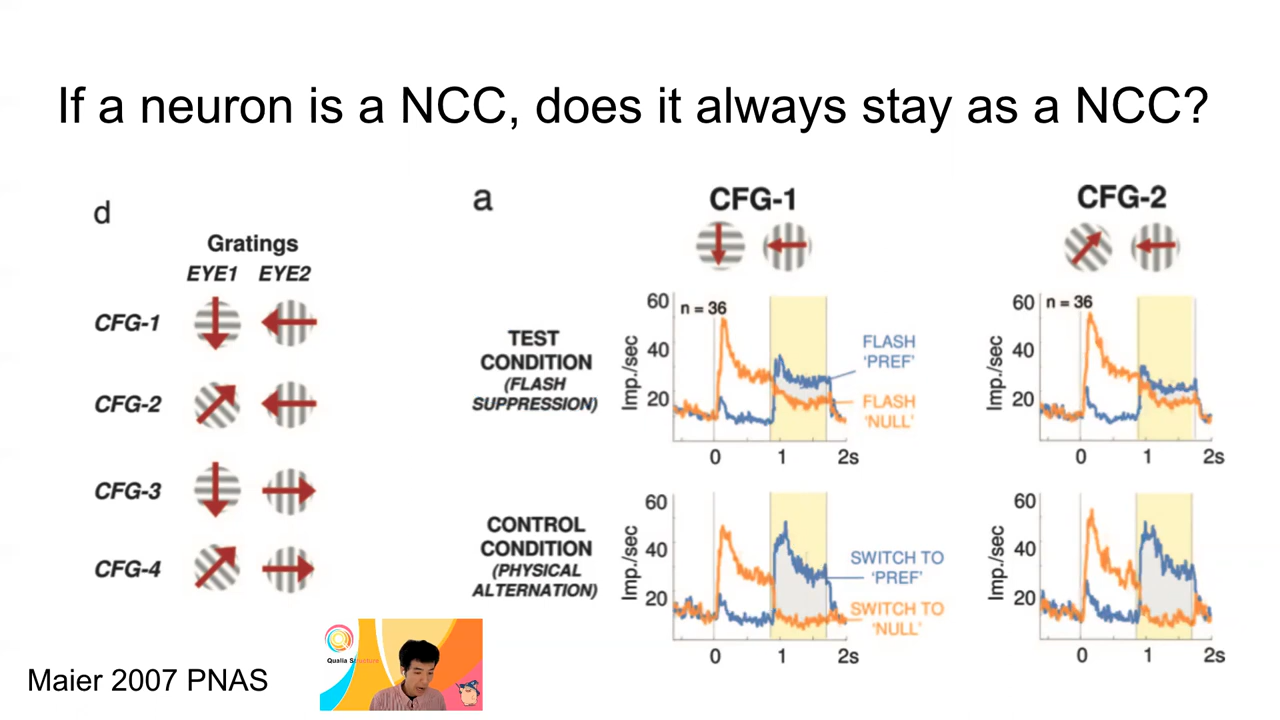 If a neuron is a NCC, does it always stay as a NCC?
d
Gratings
EYE1 EYE2
CFG-1
CFG-2
CFG-3
CFG-4
a
CFG-1
CFG-2
TEST
CONDITION
(FLASH
SUPPRESSION)
Imp./sec
60
40
20
n = 36
FLASH
'PREF'
FLASH
'NULL'
0 1 2s
Imp./sec
60
40
20
n = 36
0 1 2s
CONTROL
CONDITION
(PHYSICAL
ALTERNATION)
Imp./sec
60
40
20
SWITCH TO
'PREF'
SWITCH TO
'NULL'
0 1 2s
Imp./sec
60
40
20
0 1 2s
Qualia Structure
Maier 2007 PNAS